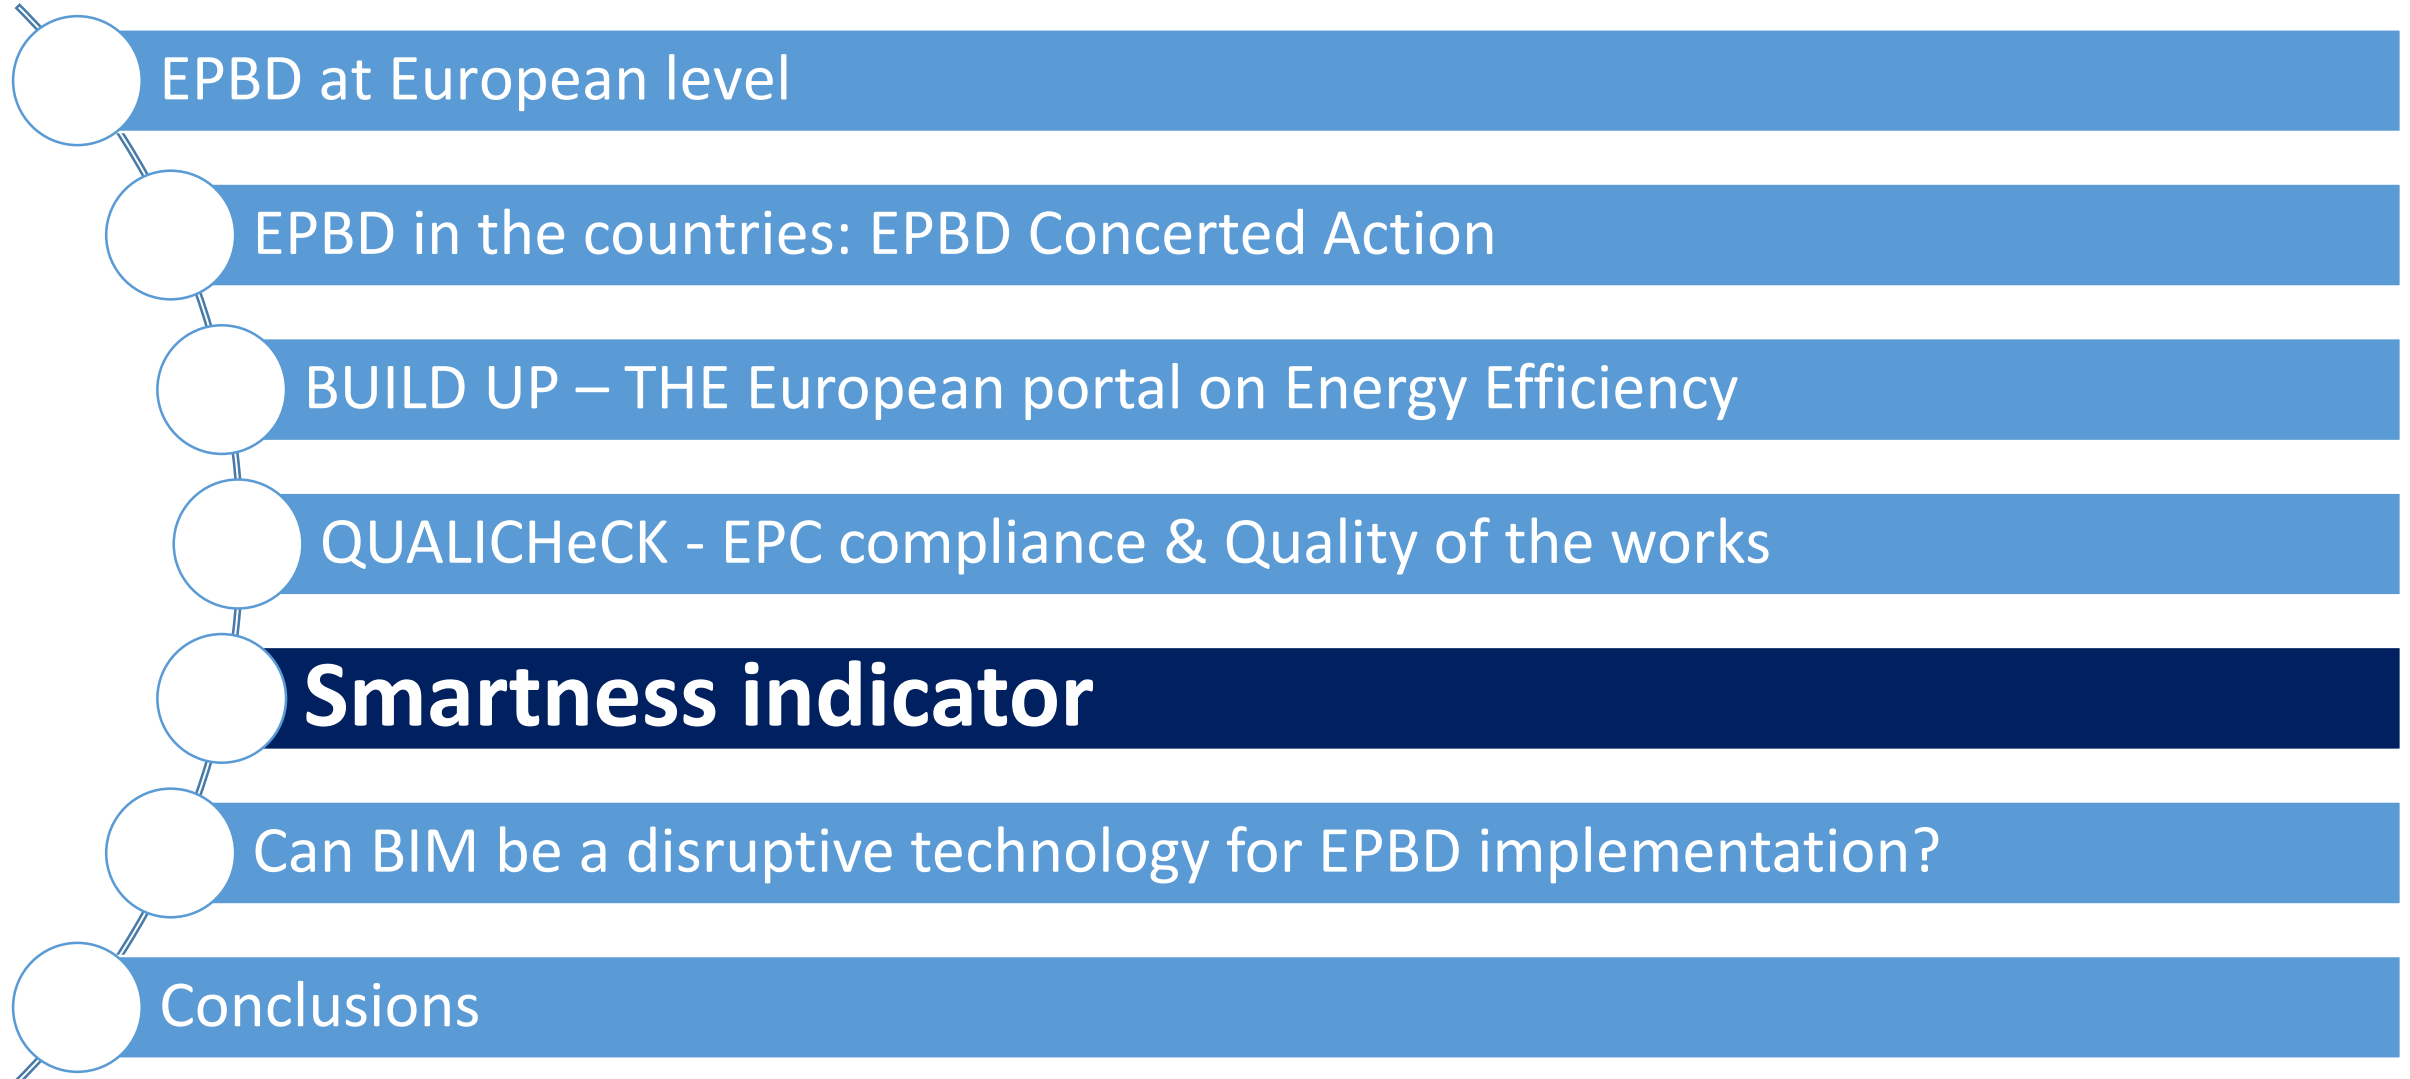 EPBD at European level
EPBD in the countries: EPBD Concerted Action
BUILD UP – THE European portal on Energy Efficiency
QUALICHeCK - EPC compliance & Quality of the works
Smartness indicator
Can BIM be a disruptive technology for EPBD implementation?
Conclusions